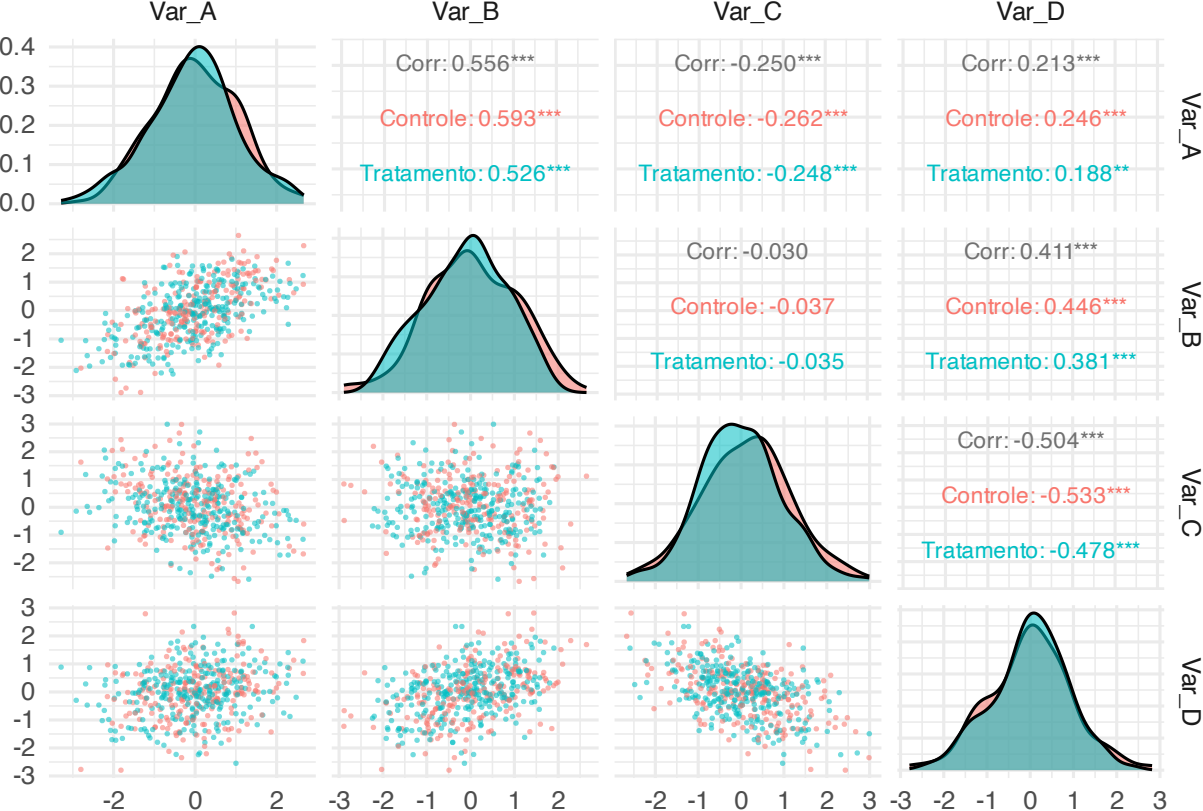 Var_A Var_B Var_C Var_D
0.4
0.3
0.2
0.1
0.0
Corr: 0.556***
Controle: 0.593***
Tratamento: 0.526***
Corr: -0.250***
Controle: -0.262***
Tratamento: -0.248***
Corr: 0.213***
Controle: 0.246***
Tratamento: 0.188**
Var_A
2
1
0
-1
-2
-3
Corr: -0.030
Controle: -0.037
Tratamento: -0.035
Corr: 0.411***
Controle: 0.446***
Tratamento: 0.381***
Var_B
3
2
1
0
-1
-2
Corr: -0.504***
Controle: -0.533***
Tratamento: -0.478***
Var_C
3
2
1
0
-1
-2
-3
Var_D
-2 0 2 -3 -2 -1 0 1 2 -2 -1 0 1 2 3 -3 -2 -1 0 1 2 3